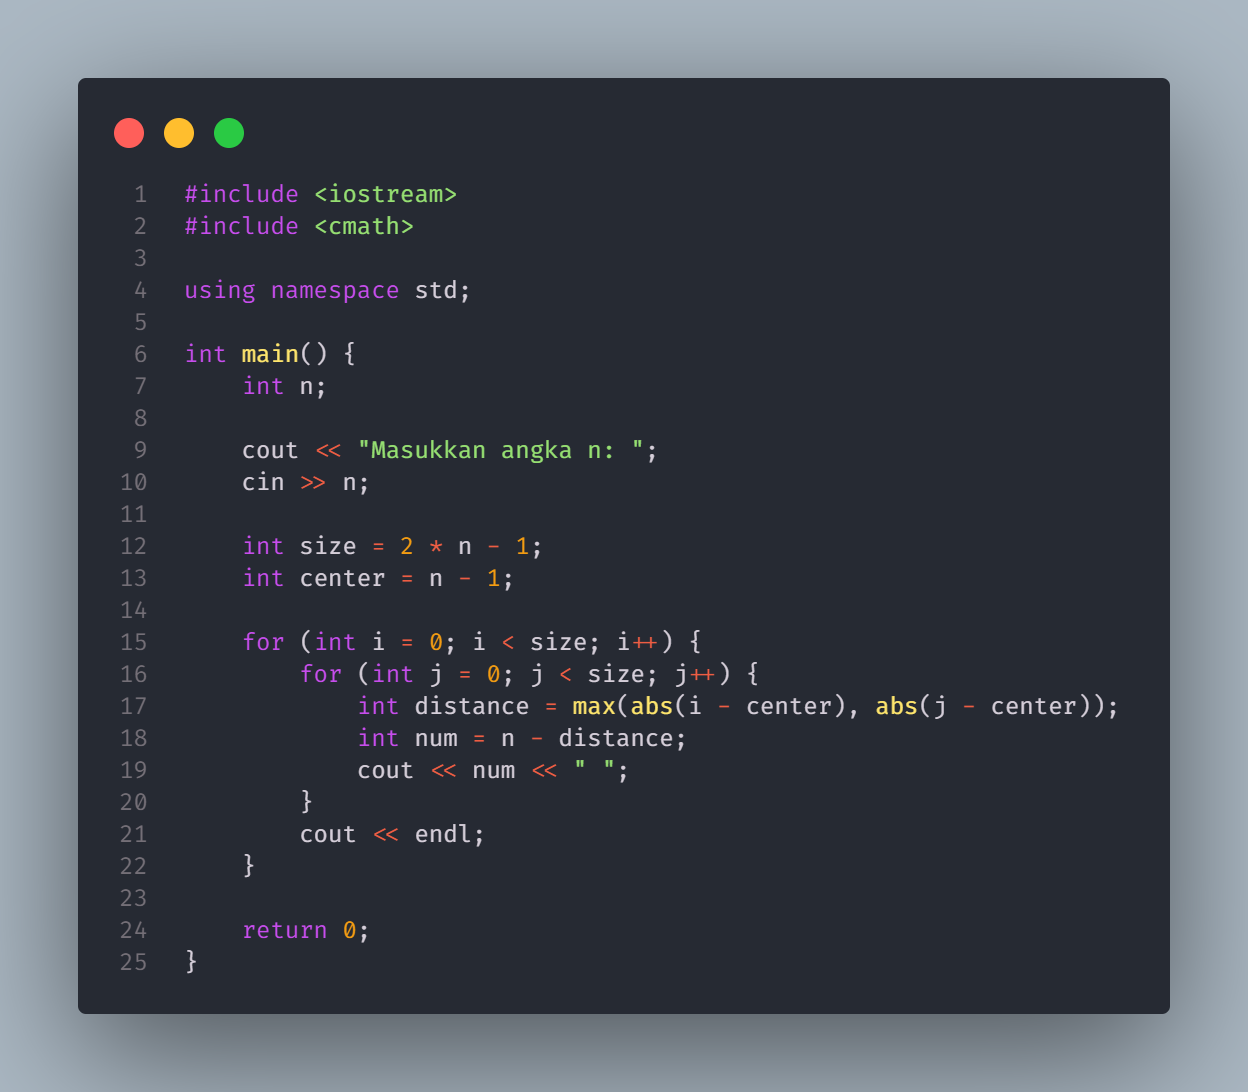 1 #include <iostream>
2 #include <cmath>
3
4 using namespace std;
5
6 int main() {
7     int n;
8
9     cout << "Masukkan angka n: ";
10     cin >> n;
11
12     int size = 2 * n - 1;
13     int center = n - 1;
14
15     for (int i = 0; i < size; i++) {
16         for (int j = 0; j < size; j++) {
17             int distance = max(abs(i - center), abs(j - center));
18             int num = n - distance;
19             cout << num << " ";
20         }
21         cout << endl;
22     }
23
24     return 0;
25 }